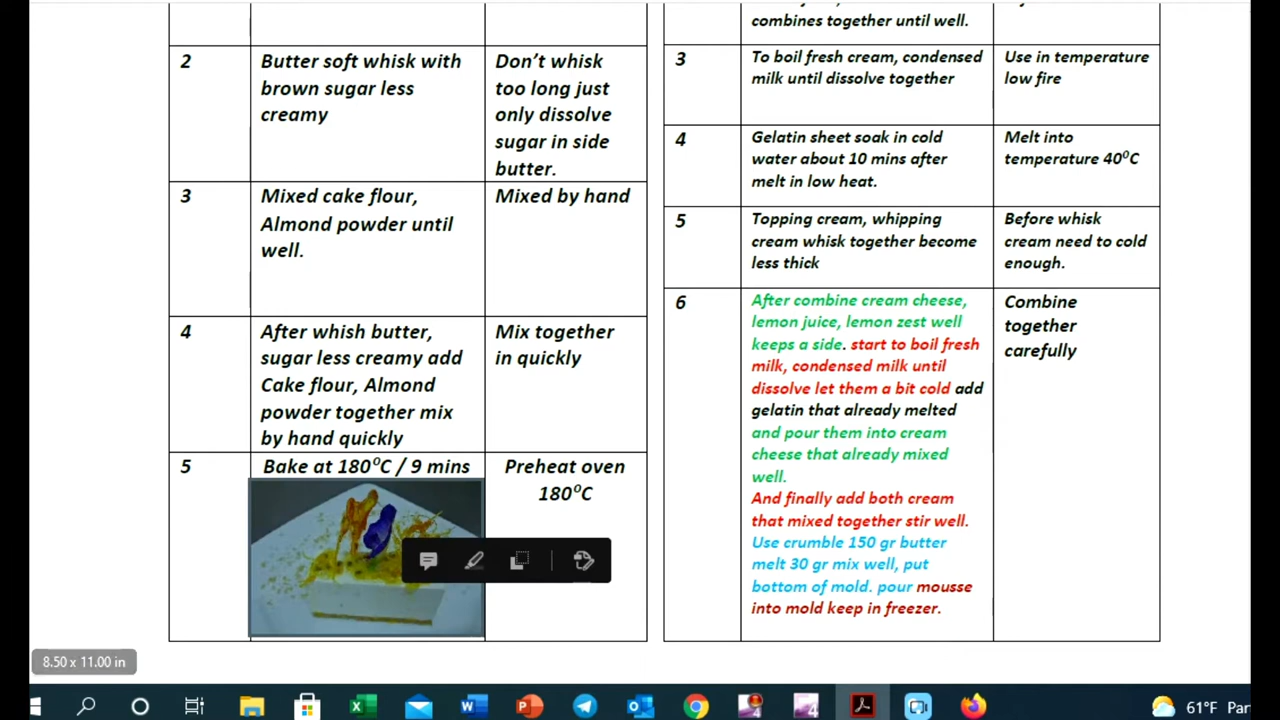 2
Butter soft whisk with
brown sugar less
creamy
Don’t whisk
too long just
only dissolve
sugar in side
butter.
3
Mixed cake flour,
Almond powder until
well.
Mixed by hand
4
After whish butter,
sugar less creamy add
Cake flour, Almond
powder together mix
by hand quickly
Mix together
in quickly
5
Bake at 180⁰C / 9 mins
Preheat oven
180⁰C
combines together until well.
3
To boil fresh cream, condensed
milk until dissolve together
Use in temperature
low fire
4
Gelatin sheet soak in cold
water about 10 mins after
melt in low heat.
Melt into
temperature 40⁰C
5
Topping cream, whipping
cream whisk together become
less thick
Before whisk
cream need to cold
enough.
6
After combine cream cheese,
lemon juice, lemon zest well
keeps a side. start to boil fresh
milk, condensed milk until
dissolve let them a bit cold add
gelatin that already melted
and pour them into cream
cheese that already mixed
well.
And finally add both cream
that mixed together stir well.
Use crumble 150 gr butter
melt 30 gr mix well, put
bottom of mold. pour mousse
into mold keep in freezer.
Combine
together
carefully
8.50 x 11.00 in
61°F Par